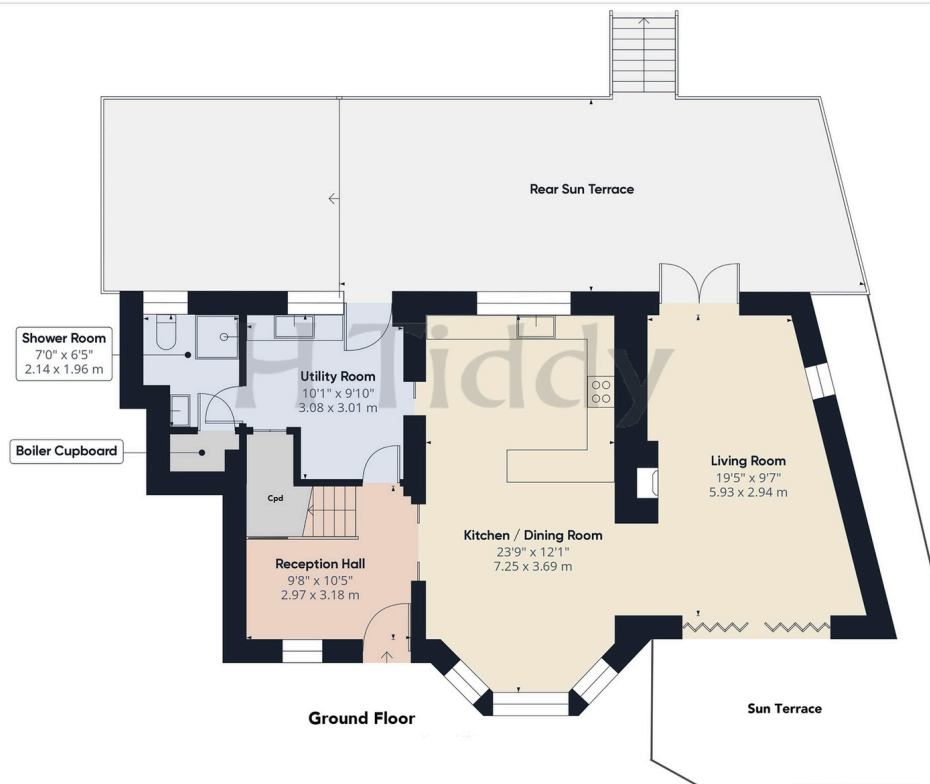 Rear Sun Terrace
HTiddy
Shower Room
7'0" x 6'5"
2.14 x 1.96 m
Utility Room
10'1" x 9'10"
3.08 x 3.01 m
Boiler Cupboard
Living Room
19'5" x 9'7"
5.93 x 2.94 m
Cpd
Kitchen / Dining Room
23'9" x 12'1"
7.25 x 3.69 m
Reception Hall
9'8" x 10'5"
2.97 x 3.18 m
Sun Terrace
Ground Floor